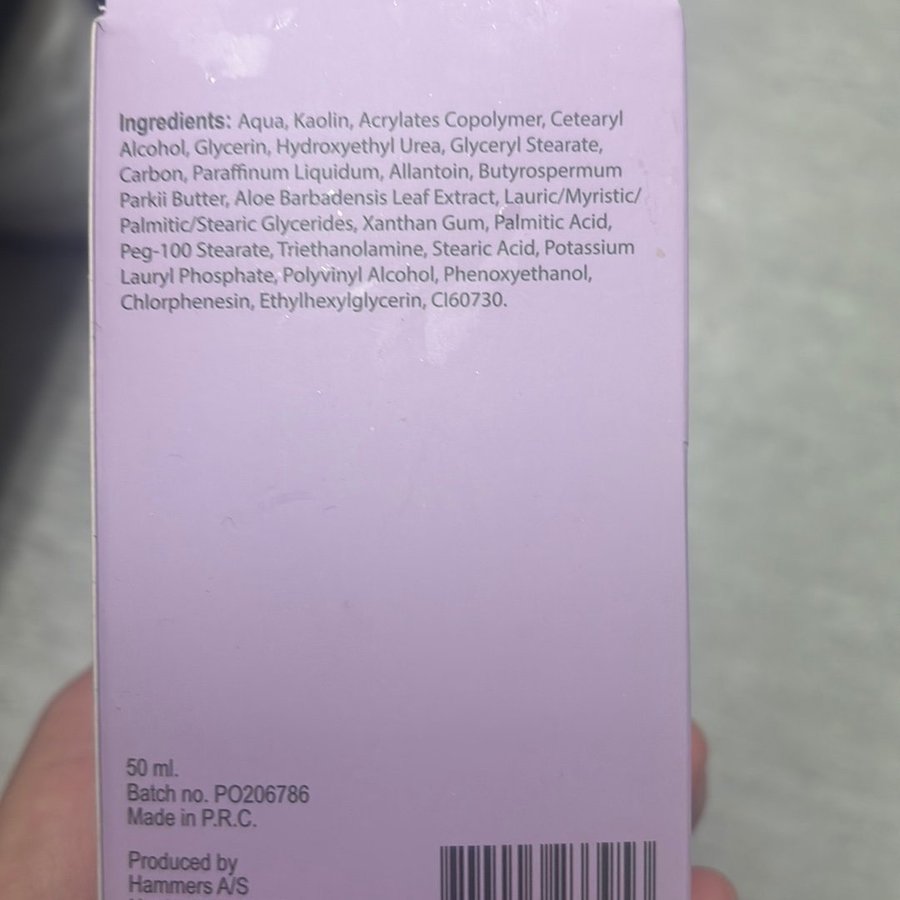 Ingredients: Aqua, Kaolin, Acrylates Copolymer, Cetearyl
Alcohol, Glycerin, Hydroxyethyl Urea, Glyceryl Stearate,
Carbon, Paraffinum Liquidum, Allantoin, Butyrospermum
Parkii Butter, Aloe Barbadensis Leaf Extract, Lauric/Myristic/
Palmitic/Stearic Glycerides, Xanthan Gum, Palmitic Acid,
Peg-100 Stearate, Triethanolamine, Stearic Acid, Potassium
Lauryl Phosphate, Polyvinyl Alcohol, Phenoxyethanol,
Chlorphenesin, Ethylhexylglycerin, CI60730.
50 ml.
Batch no. PO206786
Made in P.R.C.
Produced by
Hammers A/S